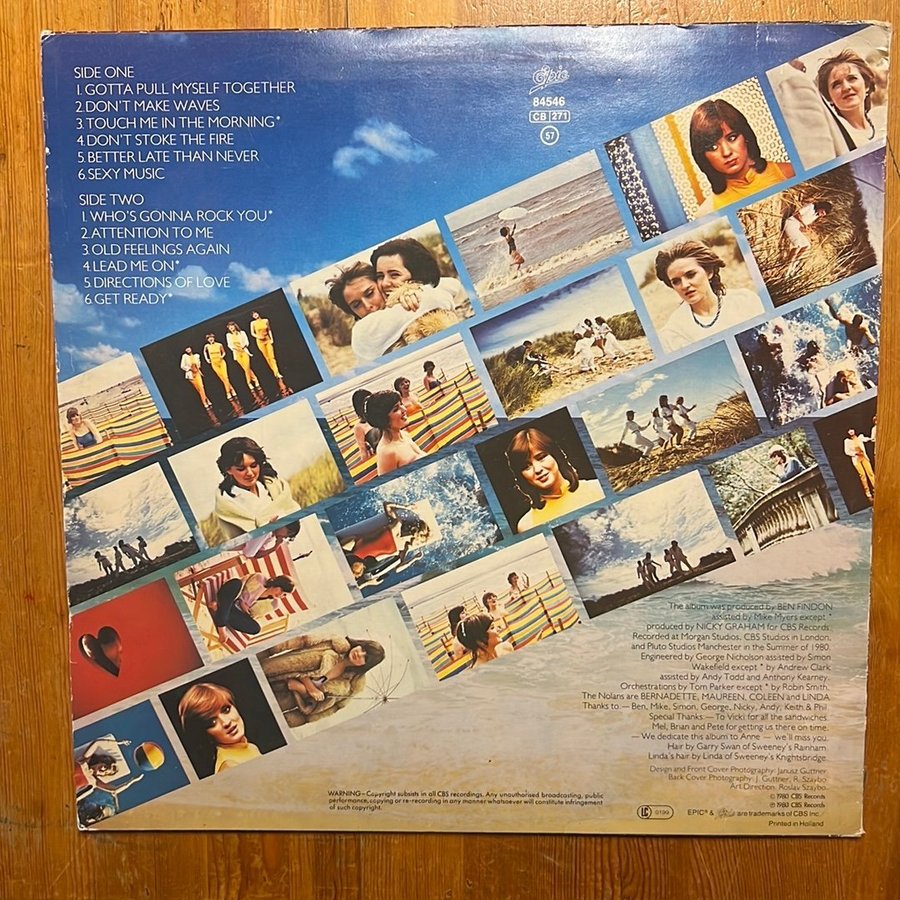 SIDE ONE
1. GOTTA PULL MYSELF TOGETHER
2. DON'T MAKE WAVES
3. TOUCH ME IN THE MORNING*
4. DON'T STOKE THE FIRE
5. BETTER LATE THAN NEVER
6. SEXY MUSIC
SIDE TWO
1. WHO'S GONNA ROCK YOU*
2. ATTENTION TO ME
3. OLD FEELINGS AGAIN
4. LEAD ME ON*
5. DIRECTIONS OF LOVE
6. GET READY*
Epic
84546
CB 271
57
The album was produced by BEN FINDON
assisted by Mike Myers except *
produced by NICKY GRAHAM for CBS Records.
Recorded at Morgan Studios, CBS Studios in London,
and Pluto Studios Manchester in the Summer of 1980.
Engineered by George Nicholson assisted by Simon
Wakefield except * by Andrew Clark
assisted by Andy Todd and Anthony Kearney.
Orchestrations by Tom Parker except * by Robin Smith.
The Nolans are BERNADETTE, MAUREEN, COLEEN and LINDA
Thanks to:— Ben, Mike, Simon, George, Nicky, Andy, Keith & Phil.
Special Thanks:— To Vicki for all the sandwiches.
Mel, Brian and Pete for getting us there on time.
— We dedicate this album to Anne — we'll miss you.
Hair by Garry Swan of Sweeney's Rainham.
Linda's hair by Linda of Sweeney's Knightsbridge.
Design and Front Cover Photography: Janusz Guttner
Back Cover Photography: J. Guttner, R. Szaybo
Art Direction: Roslav Szaybo
© 1980 CBS Records
℗ 1980 CBS Records
WARNING—Copyright subsists in all CBS recordings. Any unauthorised broadcasting, public
performance, copying or re-recording in any manner whatsoever will constitute infringement
of such copyright.
LC 0199
EPIC® & Epic are trademarks of CBS Inc.
Printed in Holland